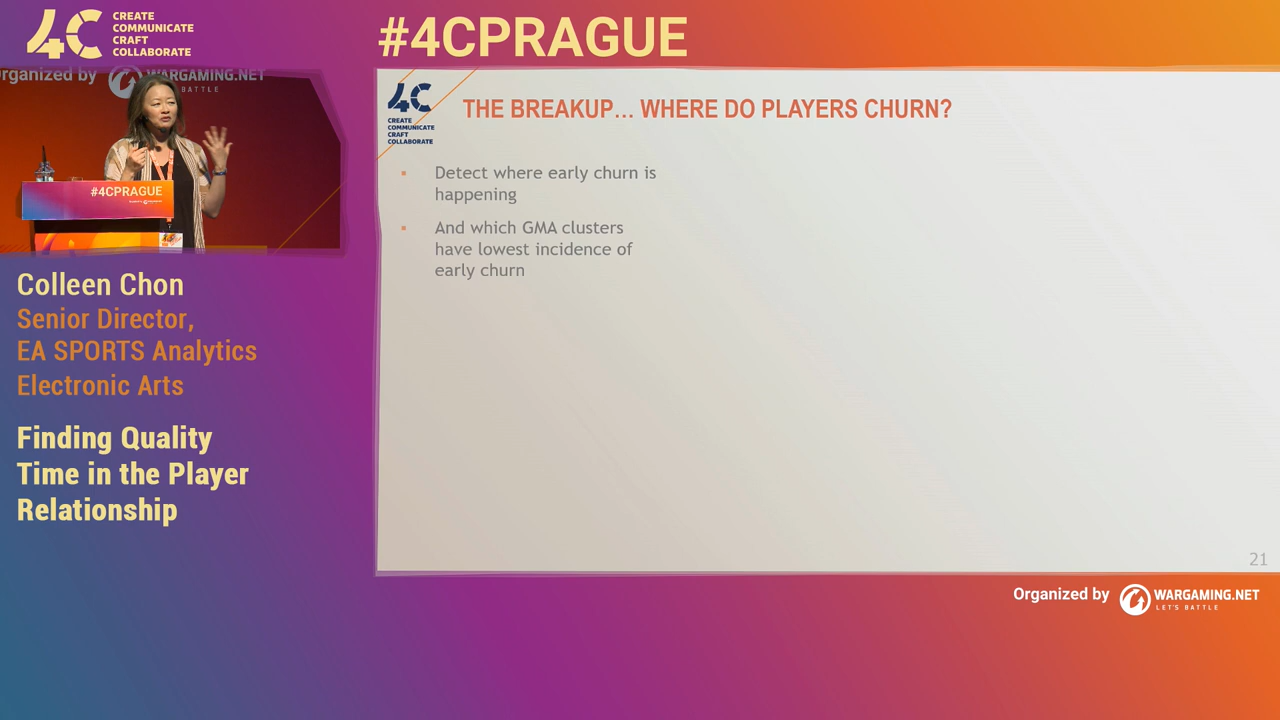 4C
CREATE
COMMUNICATE
CRAFT
COLLABORATE
#4CPRAGUE
rganized by WARGAMING.NET
BATTLE
#4CPRAGUE
Colleen Chon
Senior Director,
EA SPORTS Analytics
Electronic Arts
Finding Quality
Time in the Player
Relationship
4C
CREATE
COMMUNICATE
CRAFT
COLLABORATE
THE BREAKUP... WHERE DO PLAYERS CHURN?
▪ Detect where early churn is
happening
▪ And which GMA clusters
have lowest incidence of
early churn
21
Organized by WARGAMING.NET
LET'S BATTLE